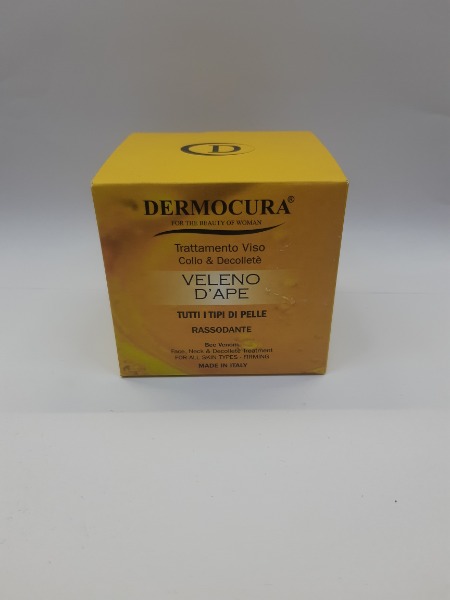 D
DERMOCURA®
FOR THE BEAUTY OF WOMAN
Trattamento Viso
Collo & Decolletè
VELENO
D'APE
TUTTI I TIPI DI PELLE
RASSODANTE
Bee Venom
Face, Neck & Decolletè Treatment
FOR ALL SKIN TYPES - FIRMING
MADE IN ITALY